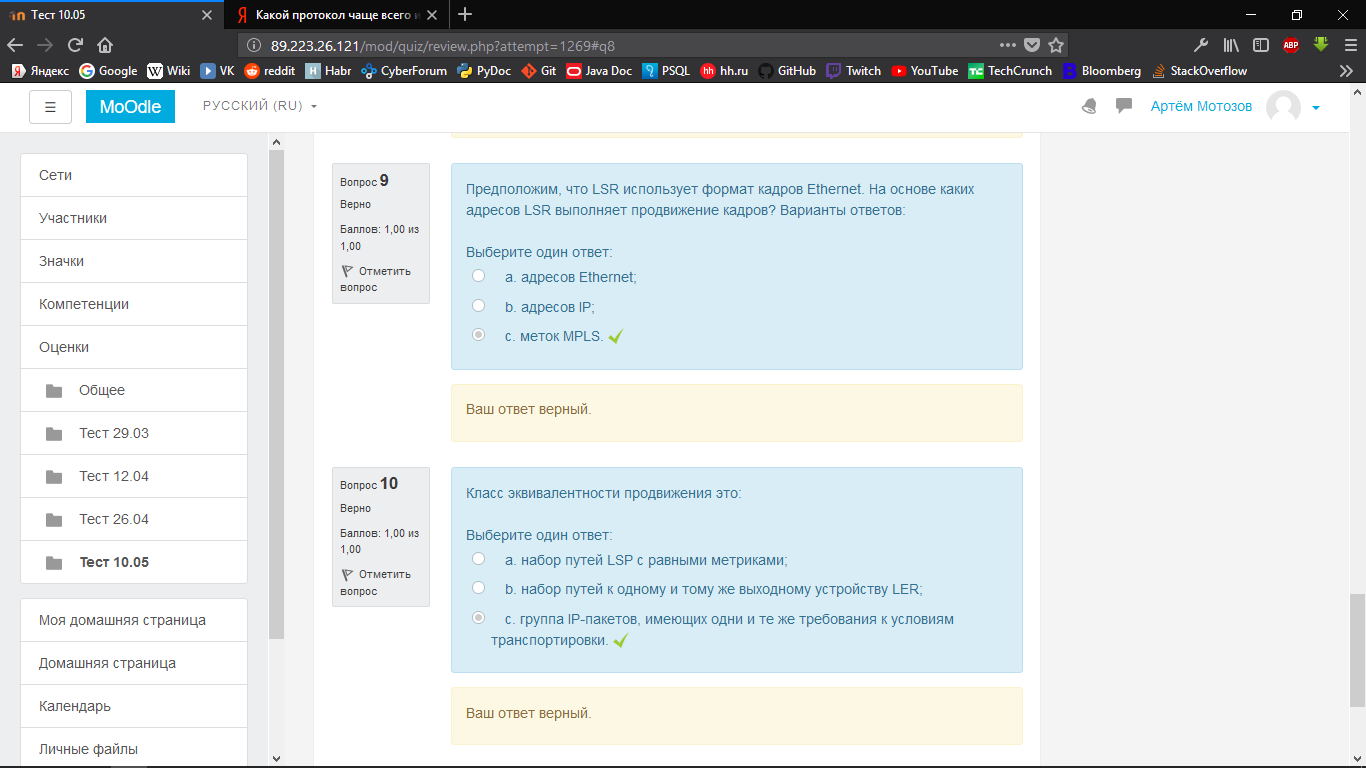 Тест 10.05
Какой протокол чаще всего и
89.223.26.121/mod/quiz/review.php?attempt=1269#q8
ABP
Яндекс
Google
Wiki
VK
reddit
Habr
CyberForum
PyDoc
Git
Java Doc
PSQL
hh.ru
GitHub
Twitch
YouTube
TechCrunch
Bloomberg
StackOverflow
MoOdle
РУССКИЙ (RU)
Артём Мотозов
Сети
Участники
Значки
Компетенции
Оценки
Общее
Тест 29.03
Тест 12.04
Тест 26.04
Тест 10.05
Моя домашняя страница
Домашняя страница
Календарь
Личные файлы
Вопрос 9
Верно
Баллов: 1,00 из
1,00
Отметить
вопрос
Предположим, что LSR использует формат кадров Ethernet. На основе каких
адресов LSR выполняет продвижение кадров? Варианты ответов:
Выберите один ответ:
a. адресов Ethernet;
b. адресов IP;
c. меток MPLS.
Ваш ответ верный.
Вопрос 10
Верно
Баллов: 1,00 из
1,00
Отметить
вопрос
Класс эквивалентности продвижения это:
Выберите один ответ:
a. набор путей LSP с равными метриками;
b. набор путей к одному и тому же выходному устройству LER;
c. группа IP-пакетов, имеющих одни и те же требования к условиям
транспортировки.
Ваш ответ верный.